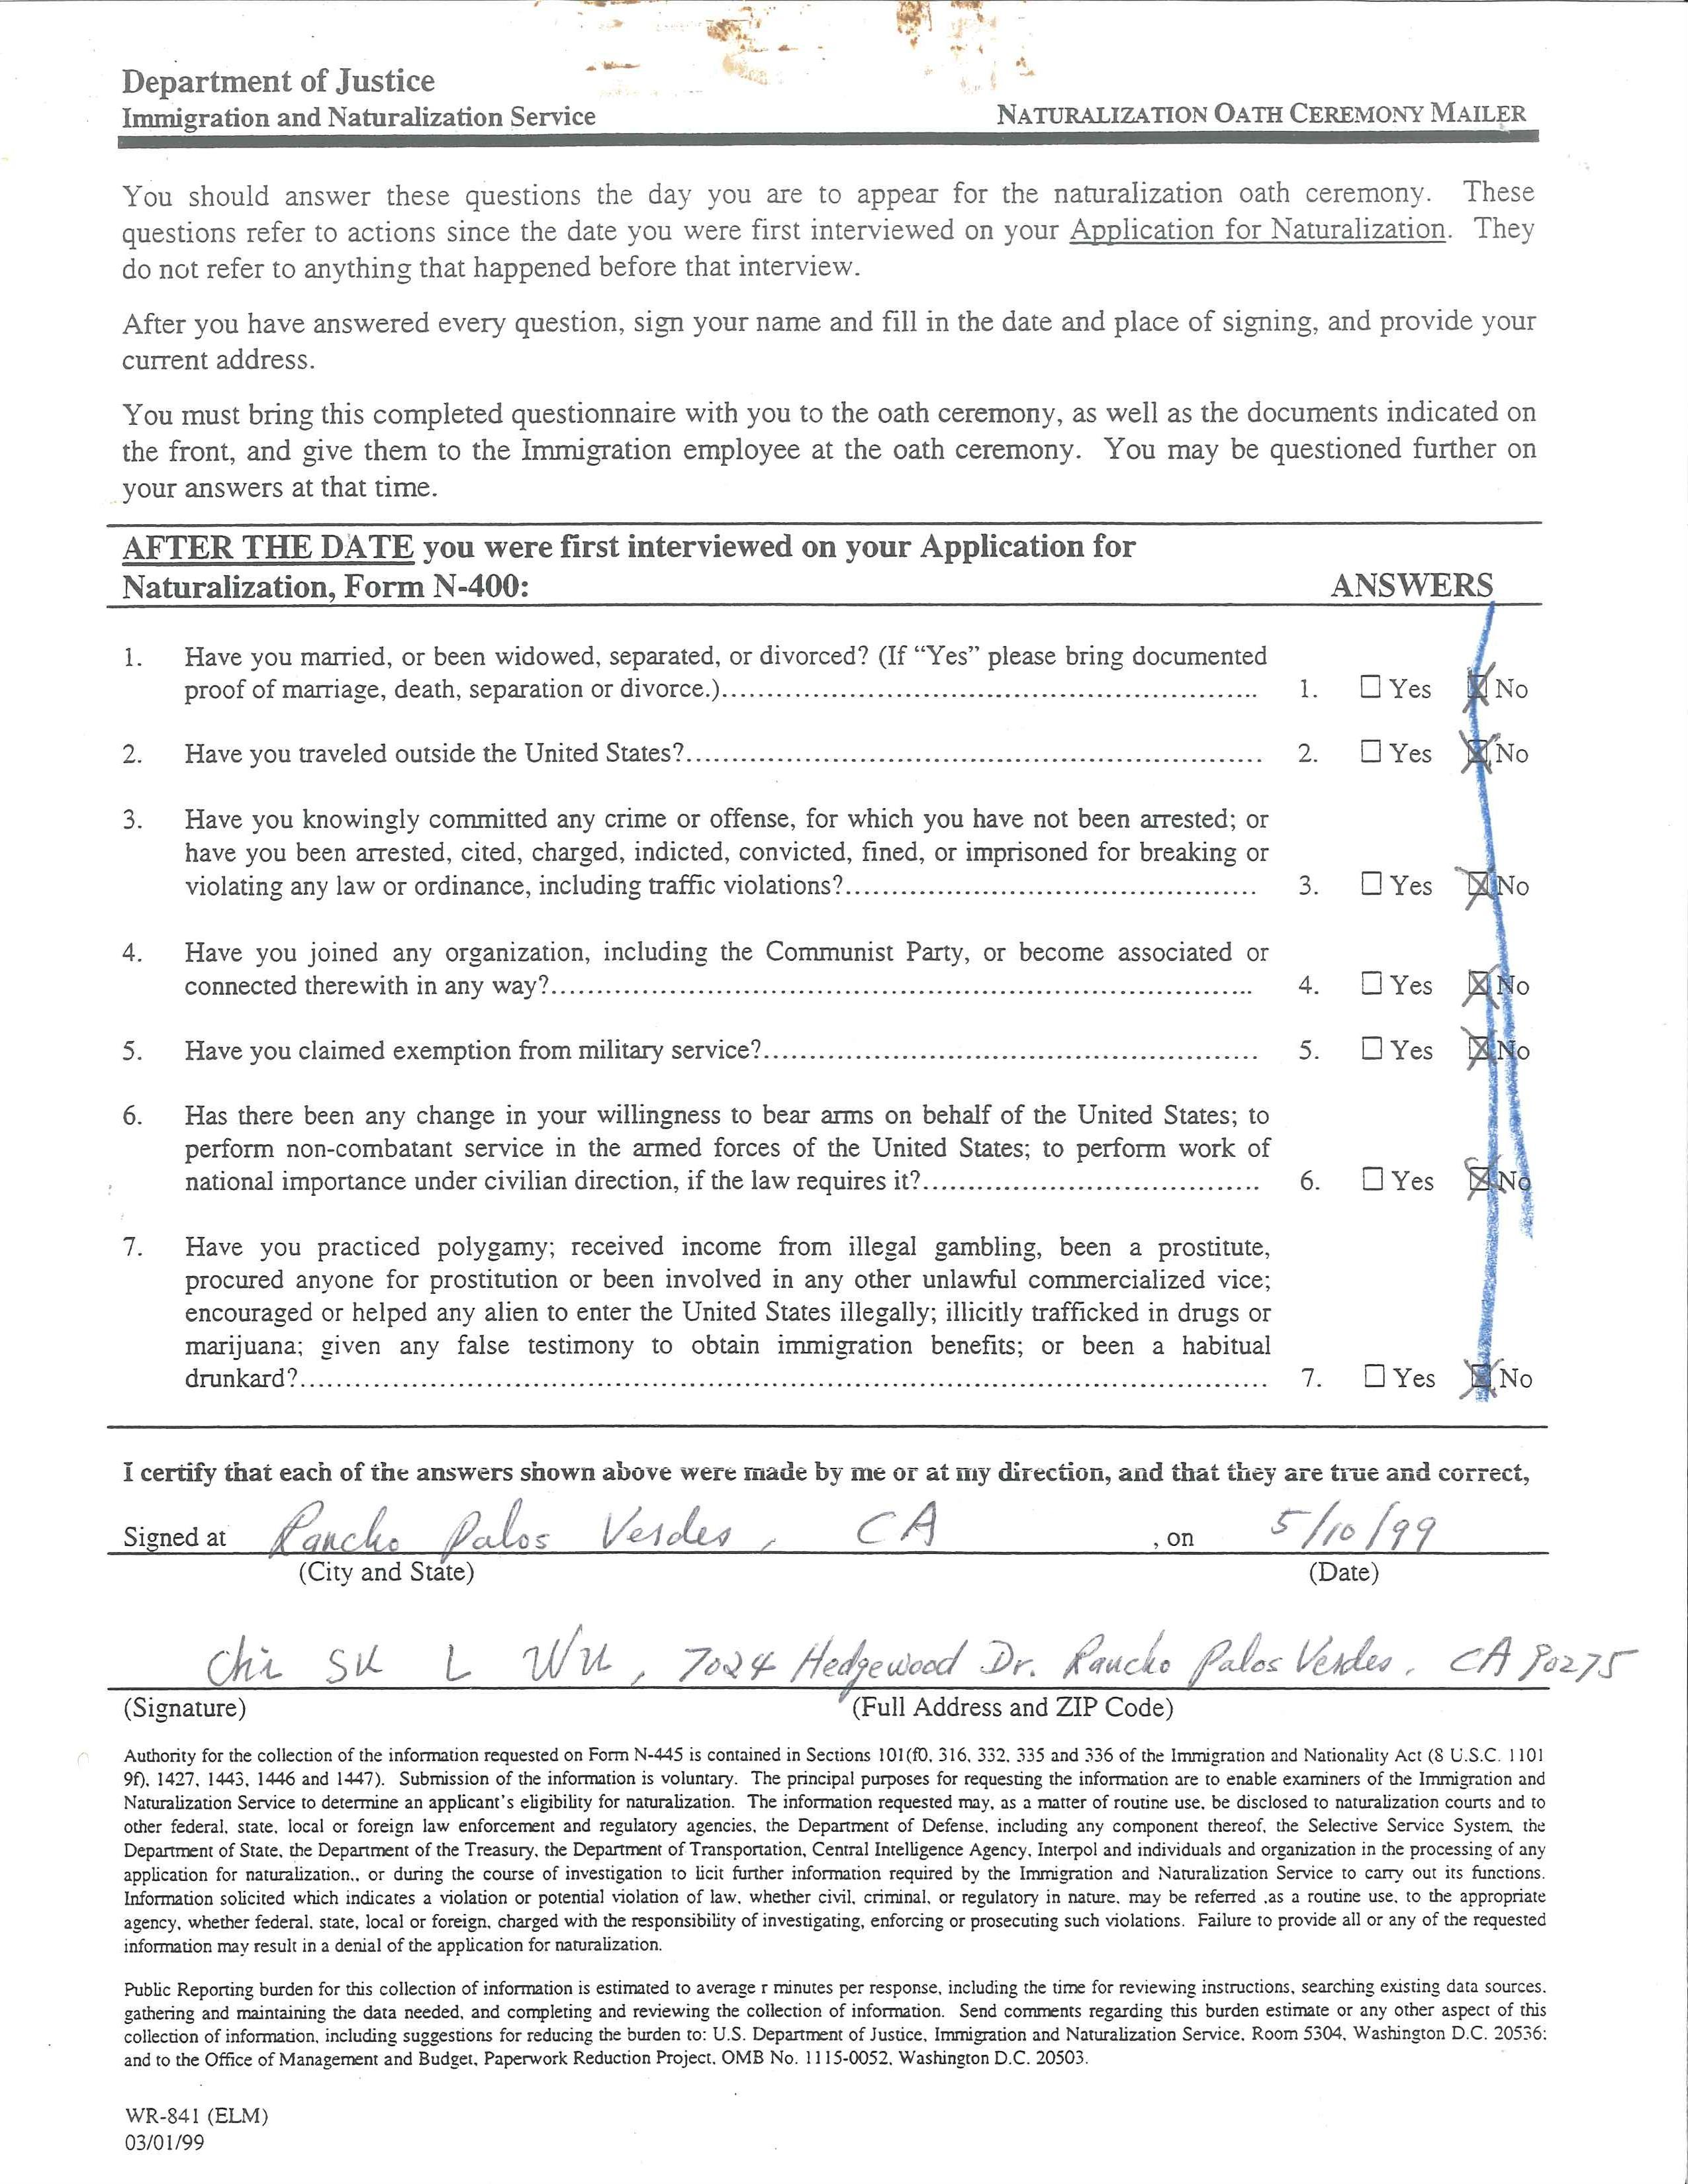 Department of Justice
Immigration and Naturalization Service
NATURALIZATION OATH CEREMONY MAILER
You should answer these questions the day you are to appear for the naturalization oath ceremony. These
questions refer to actions since the date you were first interviewed on your Application for Naturalization. They
do not refer to anything that happened before that interview.
After you have answered every question, sign your name and fill in the date and place of signing, and provide your
current address.
You must bring this completed questionnaire with you to the oath ceremony, as well as the documents indicated on
the front, and give them to the Immigration employee at the oath ceremony. You may be questioned further on
your answers at that time.
AFTER THE DATE you were first interviewed on your Application for
Naturalization, Form N-400: ANSWERS
1. Have you married, or been widowed, separated, or divorced? (If “Yes” please bring documented
proof of marriage, death, separation or divorce.)........ 1. ☐ Yes ☒ No
2. Have you traveled outside the United States?........ 2. ☐ Yes ☒ No
3. Have you knowingly committed any crime or offense, for which you have not been arrested; or
have you been arrested, cited, charged, indicted, convicted, fined, or imprisoned for breaking or
violating any law or ordinance, including traffic violations?........ 3. ☐ Yes ☒ No
4. Have you joined any organization, including the Communist Party, or become associated or
connected therewith in any way?........ 4. ☐ Yes ☒ No
5. Have you claimed exemption from military service?........ 5. ☐ Yes ☒ No
6. Has there been any change in your willingness to bear arms on behalf of the United States; to
perform non-combatant service in the armed forces of the United States; to perform work of
national importance under civilian direction, if the law requires it?........ 6. ☐ Yes ☒ No
7. Have you practiced polygamy; received income from illegal gambling, been a prostitute,
procured anyone for prostitution or been involved in any other unlawful commercialized vice;
encouraged or helped any alien to enter the United States illegally; illicitly trafficked in drugs or
marijuana; given any false testimony to obtain immigration benefits; or been a habitual
drunkard?........ 7. ☐ Yes ☒ No
I certify that each of the answers shown above were made by me or at my direction, and that they are true and correct,
Signed at Rancho Palos Verdes, CA , on 5/10/99
(City and State) (Date)
Chi SK L WU, 7024 Hedgewood Dr. Rancho Palos Verdes, CA 90275
(Signature) (Full Address and ZIP Code)
Authority for the collection of the information requested on Form N-445 is contained in Sections 101(f0, 316, 332, 335 and 336 of the Immigration and Nationality Act (8 U.S.C. 1101
9f), 1427, 1443, 1446 and 1447). Submission of the information is voluntary. The principal purposes for requesting the information are to enable examiners of the Immigration and
Naturalization Service to determine an applicant's eligibility for naturalization. The information requested may, as a matter of routine use, be disclosed to naturalization courts and to
other federal, state, local or foreign law enforcement and regulatory agencies, the Department of Defense, including any component thereof, the Selective Service System, the
Department of State, the Department of the Treasury, the Department of Transportation, Central Intelligence Agency, Interpol and individuals and organization in the processing of any
application for naturalization,, or during the course of investigation to licit further information required by the Immigration and Naturalization Service to carry out its functions.
Information solicited which indicates a violation or potential violation of law, whether civil, criminal, or regulatory in nature, may be referred ,as a routine use, to the appropriate
agency, whether federal, state, local or foreign, charged with the responsibility of investigating, enforcing or prosecuting such violations. Failure to provide all or any of the requested
information may result in a denial of the application for naturalization.
Public Reporting burden for this collection of information is estimated to average r minutes per response, including the time for reviewing instructions, searching existing data sources,
gathering and maintaining the data needed, and completing and reviewing the collection of information. Send comments regarding this burden estimate or any other aspect of this
collection of information, including suggestions for reducing the burden to: U.S. Department of Justice, Immigration and Naturalization Service, Room 5304, Washington D.C. 20536;
and to the Office of Management and Budget, Paperwork Reduction Project, OMB No. 1115-0052, Washington D.C. 20503.
WR-841 (ELM)
03/01/99